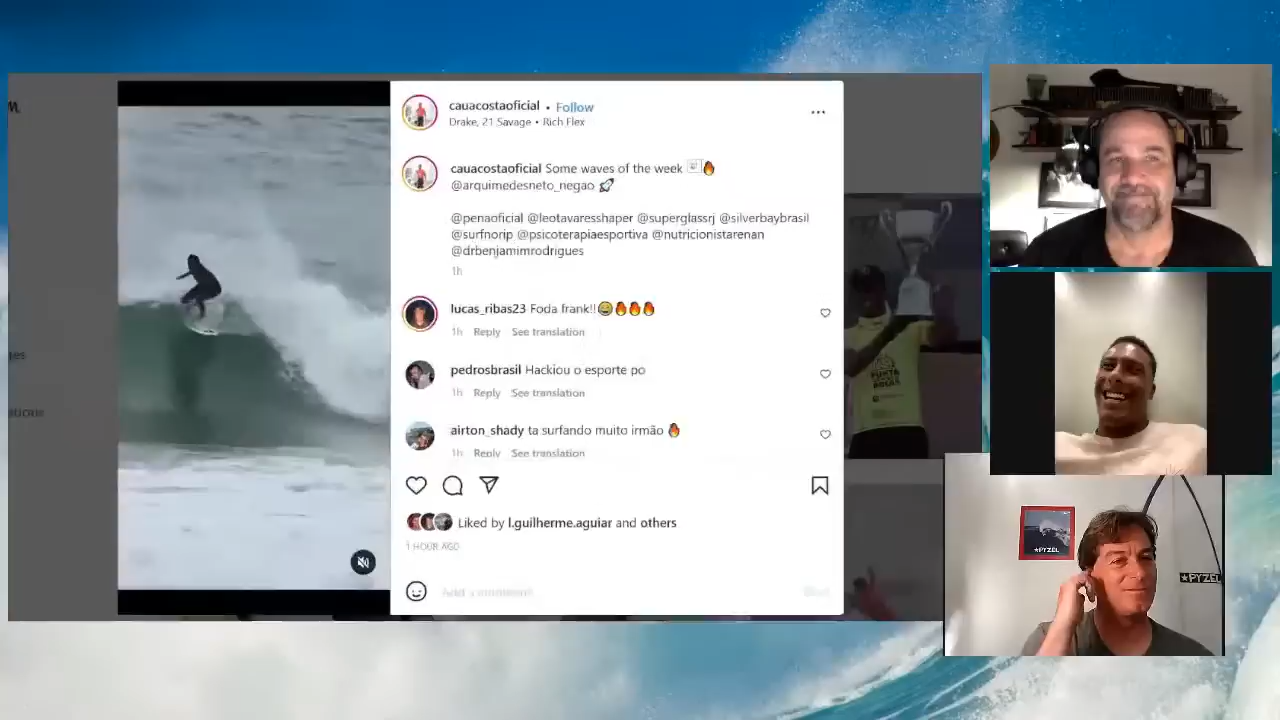 cauacostaoficial • Follow
Drake, 21 Savage • Rich Flex
cauacostaoficial Some waves of the week 🔥
@arquimedesneto_negao 🚀
@penaoficial @leotavaresshaper @superglassrj @silverbaybrasil
@surfnorip @psicoterapiaesportiva @nutricionistarenan
@drbenjamimrodrigues
1h
lucas_ribas23 Foda frank!!😂🔥🔥🔥
1h Reply See translation
pedrosbrasil Hackiou o esporte po
1h Reply See translation
airton_shady ta surfando muito irmão 🔥
1h Reply See translation
Liked by l.guilherme.aguiar and others
1 HOUR AGO
Add a comment...
PYZEL
PYZEL